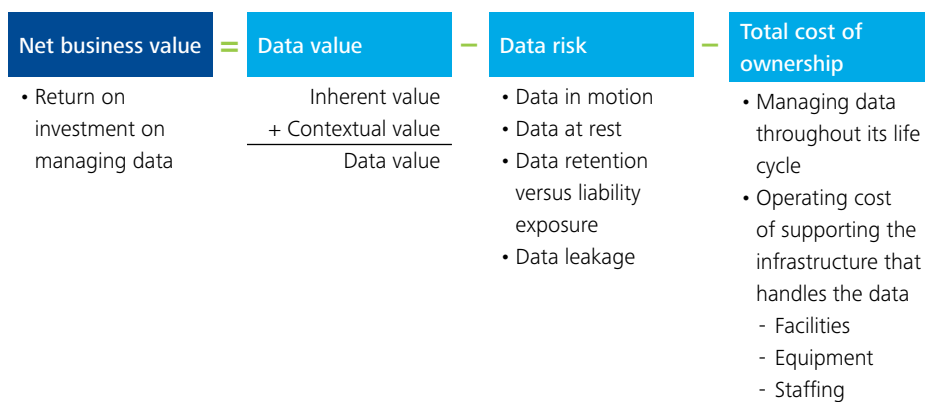 Net business value = Data value – Data risk – Total cost of
ownership
• Return on
investment on
managing data
Inherent value
+ Contextual value
Data value
• Data in motion
• Data at rest
• Data retention
versus liability
exposure
• Data leakage
• Managing data
throughout its life
cycle
• Operating cost
of supporting the
infrastructure that
handles the data
- Facilities
- Equipment
- Staffing